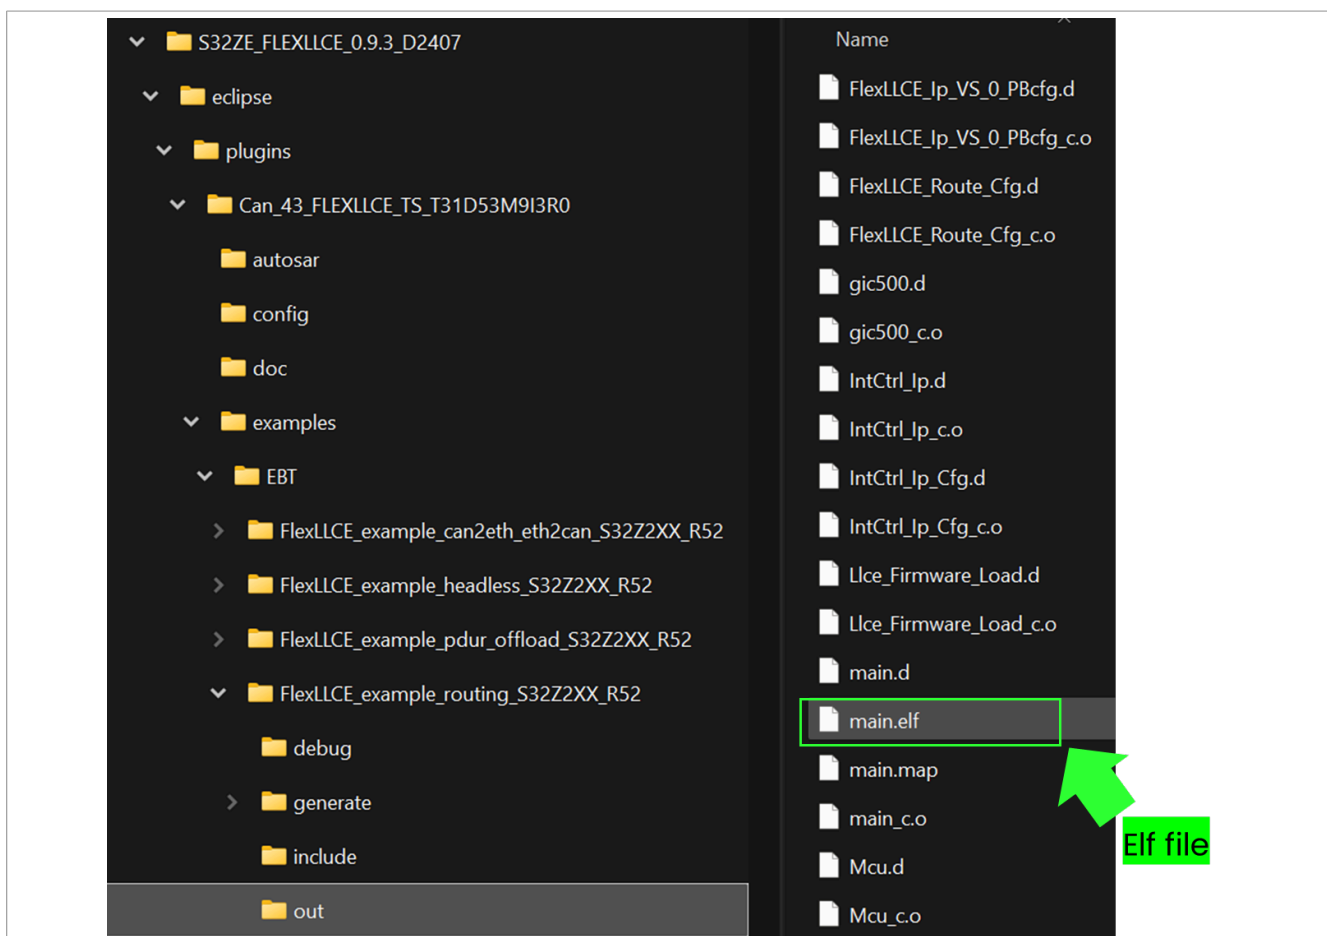 S32ZE_FLEXLLCE_0.9.3_D2407
eclipse
plugins
Can_43_FLEXLLCE_TS_T31D53M9I3R0
autosar
config
doc
examples
EBT
FlexLLCE_example_can2eth_eth2can_S32Z2XX_R52
FlexLLCE_example_headless_S32Z2XX_R52
FlexLLCE_example_pdur_offload_S32Z2XX_R52
FlexLLCE_example_routing_S32Z2XX_R52
debug
generate
include
out
Name
FlexLLCE_Ip_VS_0_PBcfg.d
FlexLLCE_Ip_VS_0_PBcfg_c.o
FlexLLCE_Route_Cfg.d
FlexLLCE_Route_Cfg_c.o
gic500.d
gic500_c.o
IntCtrl_Ip.d
IntCtrl_Ip_c.o
IntCtrl_Ip_Cfg.d
IntCtrl_Ip_Cfg_c.o
Llce_Firmware_Load.d
Llce_Firmware_Load_c.o
main.d
main.elf
main.map
main_c.o
Mcu.d
Mcu_c.o
Elf file